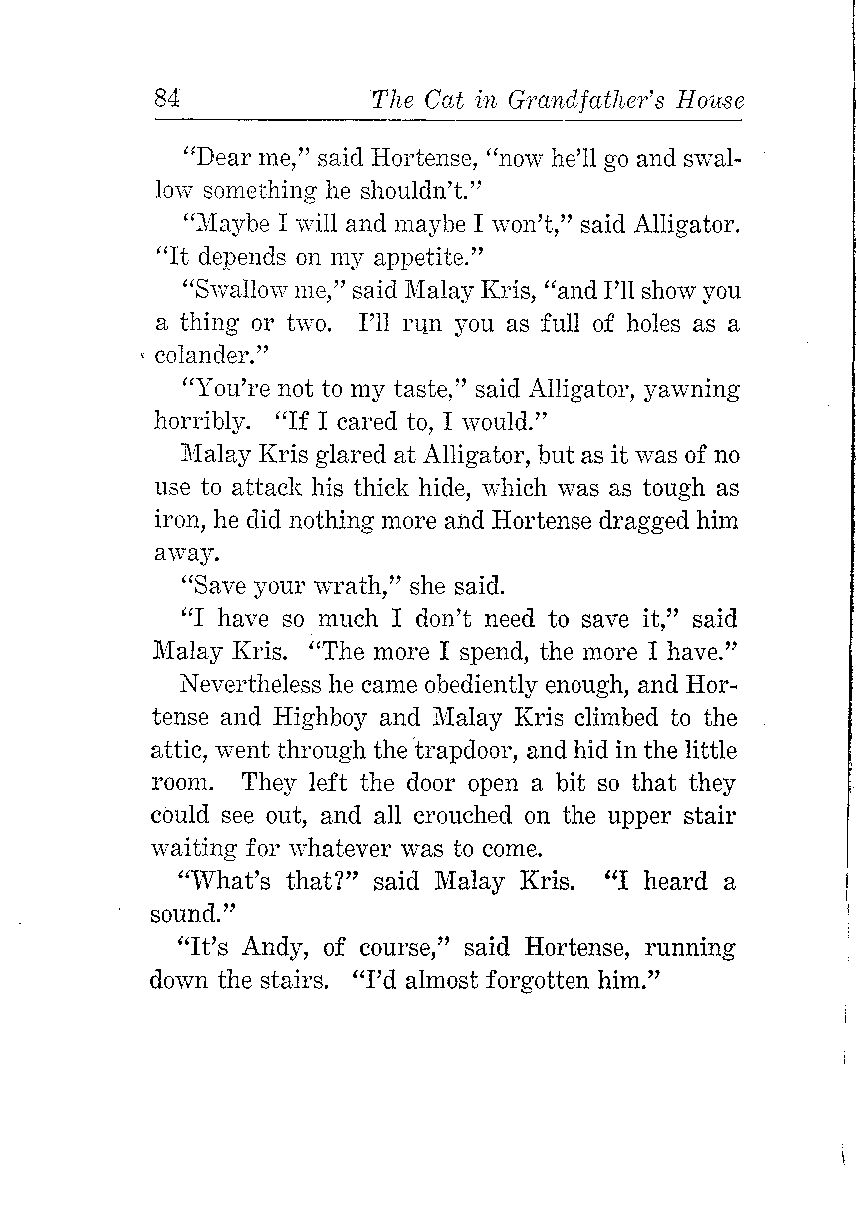 84 The Cat in Grandfather's House
“Dear me,” said Hortense, “now he'll go and swal-
low something he shouldn't.”
“Maybe I will and maybe I won't,” said Alligator.
“It depends on my appetite.”
“Swallow me,” said Malay Kris, “and I'll show you
a thing or two. I'll run you as full of holes as a
colander.”
“You're not to my taste,” said Alligator, yawning
horribly. “If I cared to, I would.”
Malay Kris glared at Alligator, but as it was of no
use to attack his thick hide, which was as tough as
iron, he did nothing more and Hortense dragged him
away.
“Save your wrath,” she said.
“I have so much I don't need to save it,” said
Malay Kris. “The more I spend, the more I have.”
Nevertheless he came obediently enough, and Hor-
tense and Highboy and Malay Kris climbed to the
attic, went through the trapdoor, and hid in the little
room. They left the door open a bit so that they
could see out, and all crouched on the upper stair
waiting for whatever was to come.
“What's that?” said Malay Kris. “I heard a
sound.”
“It's Andy, of course,” said Hortense, running
down the stairs. “I'd almost forgotten him.”